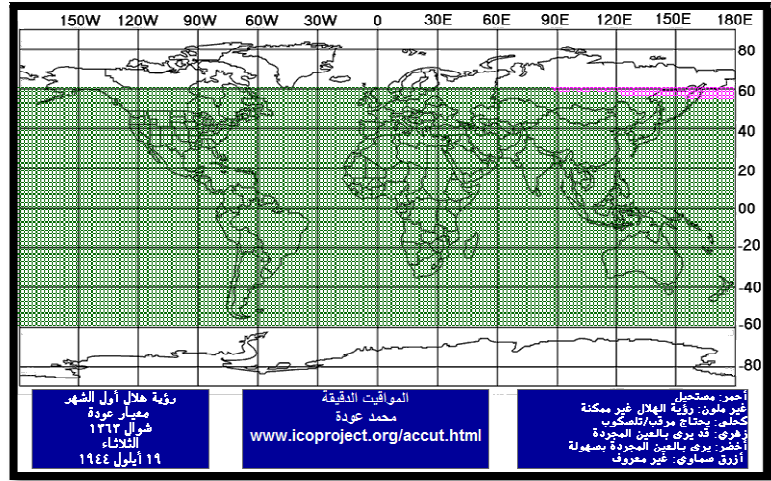 150W 120W 90W 60W 30W 0 30E 60E 90E 120E 150E 180E
80
60
40
20
00
-20
-40
-60
-80
رؤية هلال أول الشهر
معيار عودة
شوال ١٣٦٣
الثلاثاء
١٩ أيلول ١٩٤٤
المواقيت الدقيقة
محمد عودة
www.icoproject.org/accut.html
أحمر: مستحيل
غير ملون: رؤية الهلال غير ممكنة
كحلي: يحتاج مرقب/تلسكوب
زهري: قد يرى بالعين المجردة
أخضر: يرى بالعين المجردة بسهولة
أزرق سماوي: غير معروف